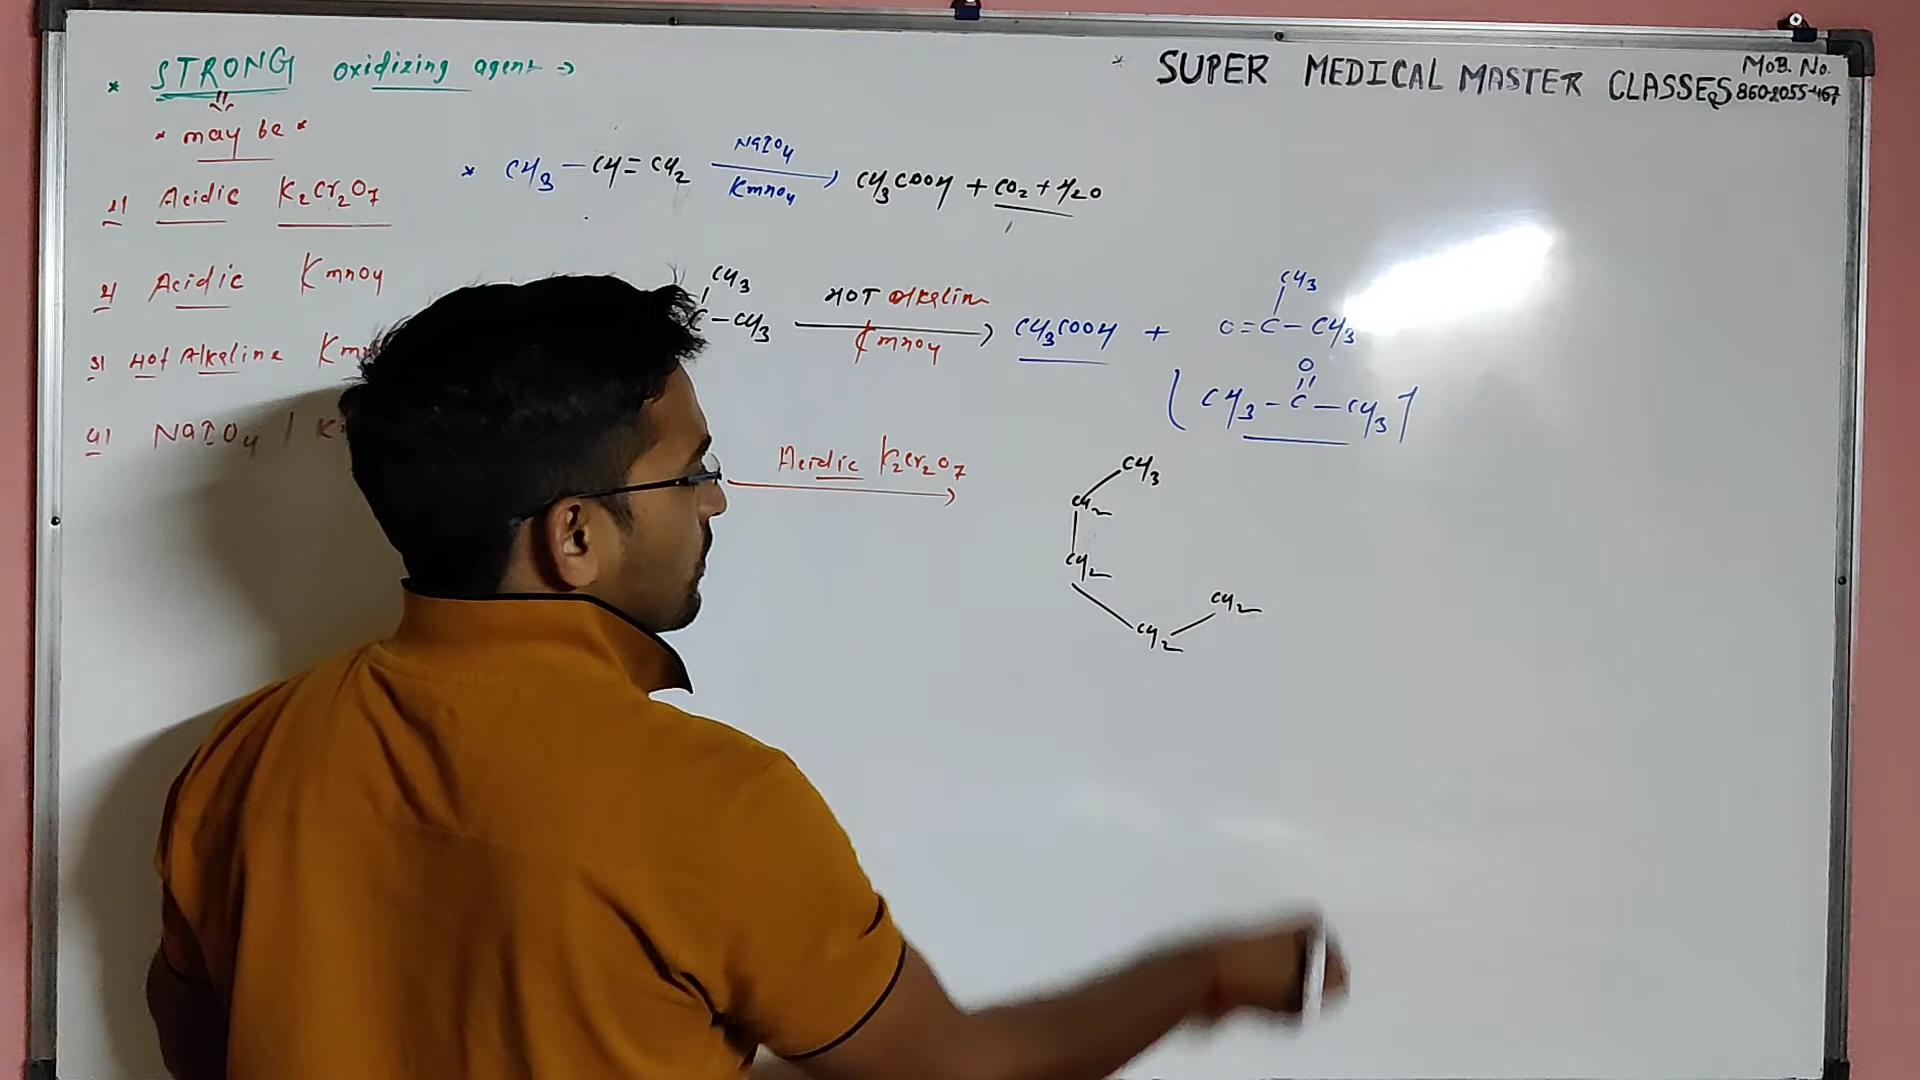 * STRONG oxidizing agent ⇒
* may be *
1) Acidic K2Cr2O7
2) Acidic KmnO4
3) Hot Alkaline Kmn
4) NaIO4 / K
* SUPER MEDICAL MASTER CLASSES
MOB. No.
860-2055-467
* CH3 — CH = CH2 NaIO4 KmnO4 → CH3COOH + CO2 + H2O
CH3
C – CH3 HOT alkaline KmnO4 → CH3COOH + O = C – CH3
CH3
O
( CH3 – C – CH3 )
Acidic K2Cr2O7 →
CH3
CH2
CH2
CH2
CH2